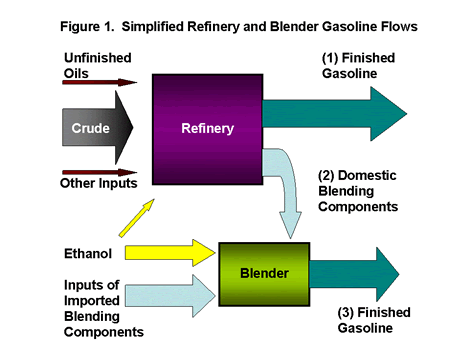 Figure 1.  Simplified Refinery and Blender Gasoline Flows
Unfinished
Oils
(1) Finished
Gasoline
Crude
Refinery
Other Inputs
(2) Domestic
Blending
Components
Ethanol
Blender
Inputs of
Imported
Blending
Components
(3) Finished
Gasoline